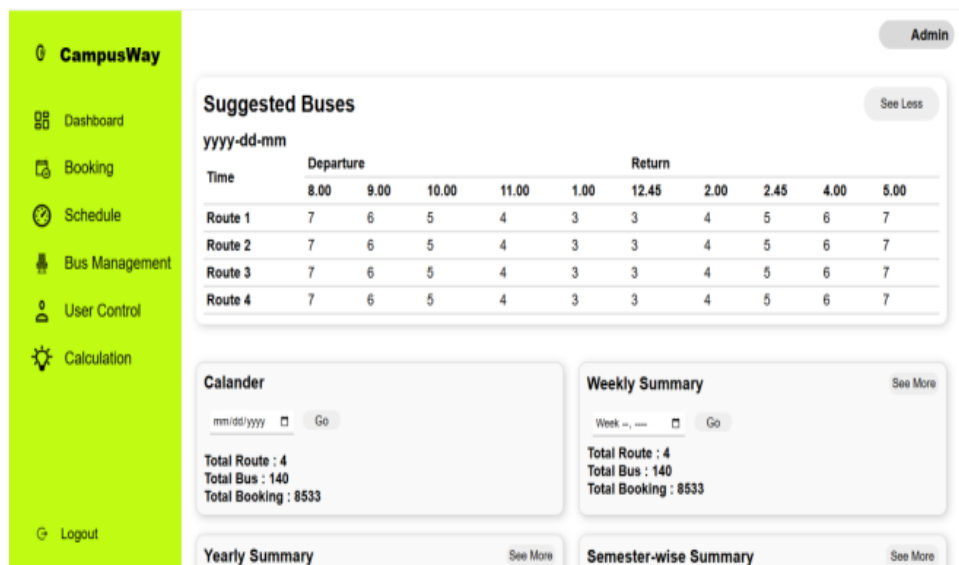 CampusWay
Dashboard
Booking
Schedule
Bus Management
User Control
Calculation
Logout
Admin
Suggested Buses
See Less
yyyy-dd-mm
Time Departure Return
8.00 9.00 10.00 11.00 1.00 12.45 2.00 2.45 4.00 5.00
Route 1 7 6 5 4 3 3 4 5 6 7
Route 2 7 6 5 4 3 3 4 5 6 7
Route 3 7 6 5 4 3 3 4 5 6 7
Route 4 7 6 5 4 3 3 4 5 6 7
Calander
mm/dd/yyyy Go
Total Route : 4
Total Bus : 140
Total Booking : 8533
Weekly Summary See More
Week --, ---- Go
Total Route : 4
Total Bus : 140
Total Booking : 8533
Yearly Summary See More
Semester-wise Summary See More